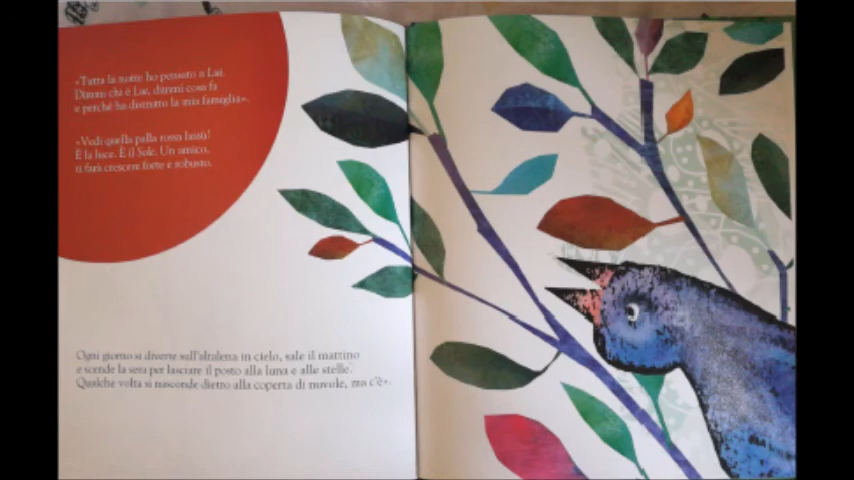 «Tutta la notte ho pensato a Lui.
Dimmi chi è Lui, dimmi cosa fa
e perché ha distrutto la mia famiglia».
«Vedi quella palla rossa lassù?
È la luce. È il Sole. Un amico,
ti farà crescere forte e robusto.
Ogni giorno si diverte sull'altalena in cielo, sale il mattino
e scende la sera per lasciare il posto alla luna e alle stelle.
Qualche volta si nasconde dietro alla coperta di nuvole, ma c'è».